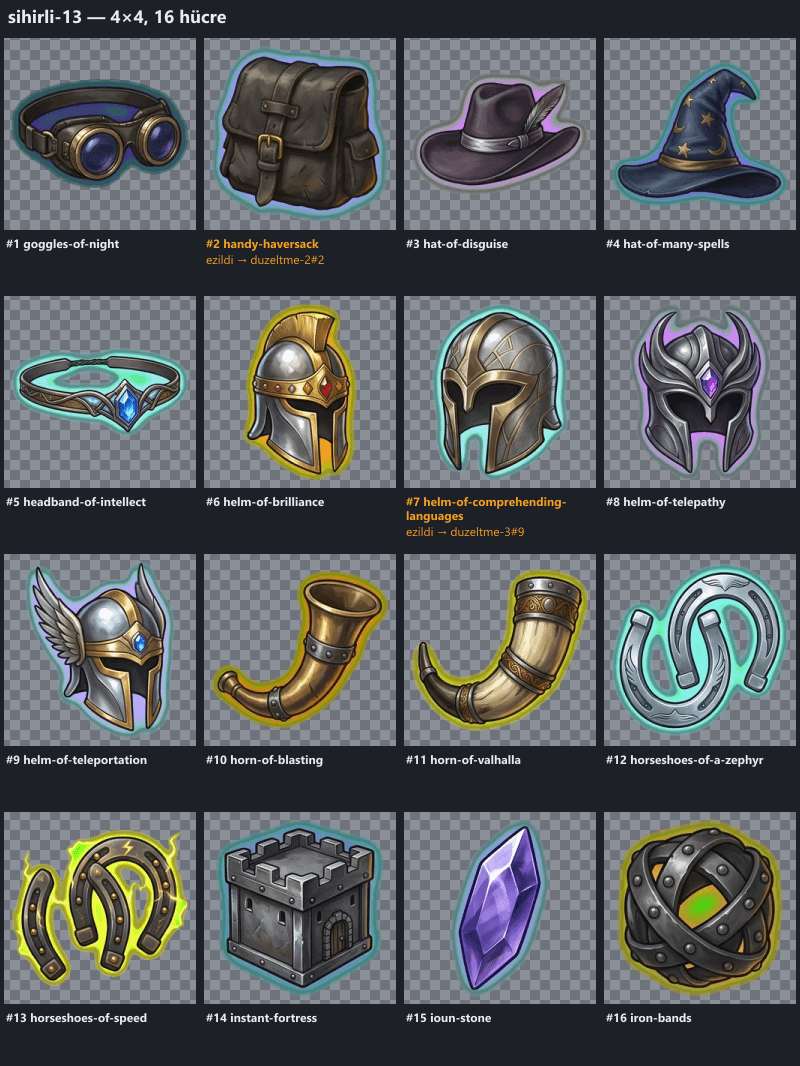 sihirli-13 — 4×4, 16 hücre
#1 goggles-of-night
#2 handy-haversack
ezildi → duzeltme-2#2
#3 hat-of-disguise
#4 hat-of-many-spells
#5 headband-of-intellect
#6 helm-of-brilliance
#7 helm-of-comprehending-
languages
ezildi → duzeltme-3#9
#8 helm-of-telepathy
#9 helm-of-teleportation
#10 horn-of-blasting
#11 horn-of-valhalla
#12 horseshoes-of-a-zephyr
#13 horseshoes-of-speed
#14 instant-fortress
#15 ioun-stone
#16 iron-bands